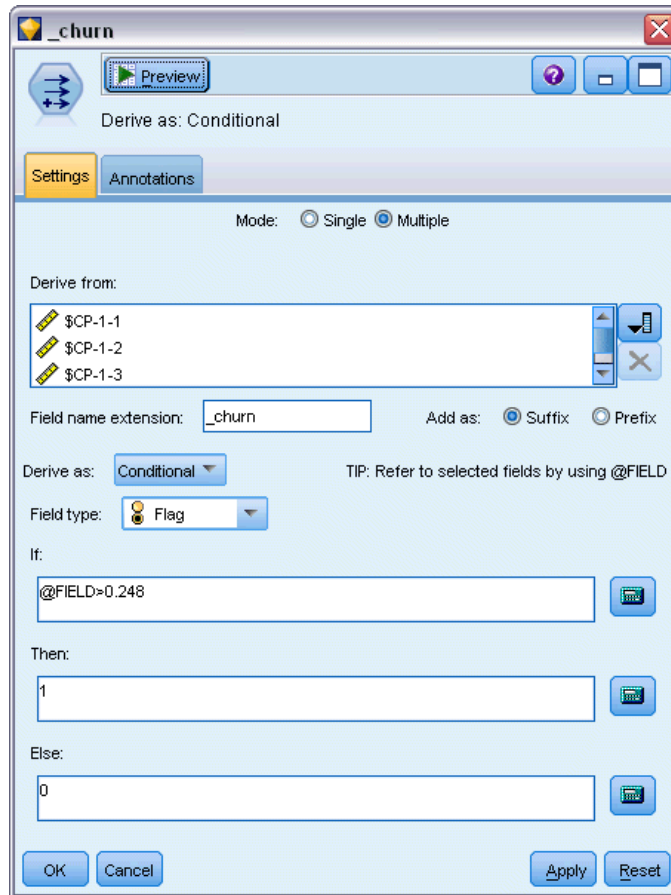 _churn
Preview
?
Derive as: Conditional
Settings Annotations
Mode: Single Multiple
Derive from:
$CP-1-1
$CP-1-2
$CP-1-3
Field name extension: _churn Add as: Suffix Prefix
Derive as: Conditional TIP: Refer to selected fields by using @FIELD
Field type: Flag
If:
@FIELD>0.248
Then:
1
Else:
0
OK Cancel Apply Reset